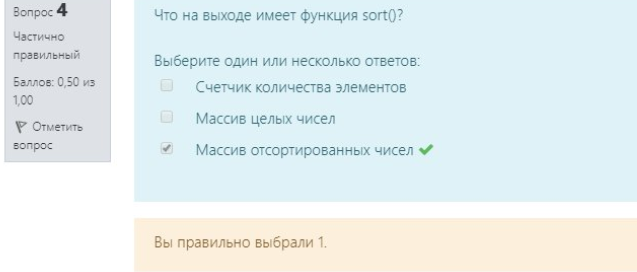 Вопрос 4
Частично
правильный
Баллов: 0,50 из
1,00
Отметить
вопрос
Что на выходе имеет функция sort()?
Выберите один или несколько ответов:
Счетчик количества элементов
Массив целых чисел
Массив отсортированных чисел
Вы правильно выбрали 1.